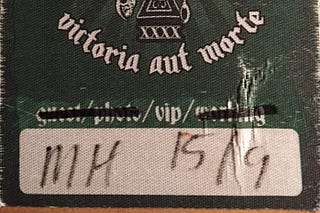 XXXX
victoria aut morte
guest/photo/vip/working
MH 15/9